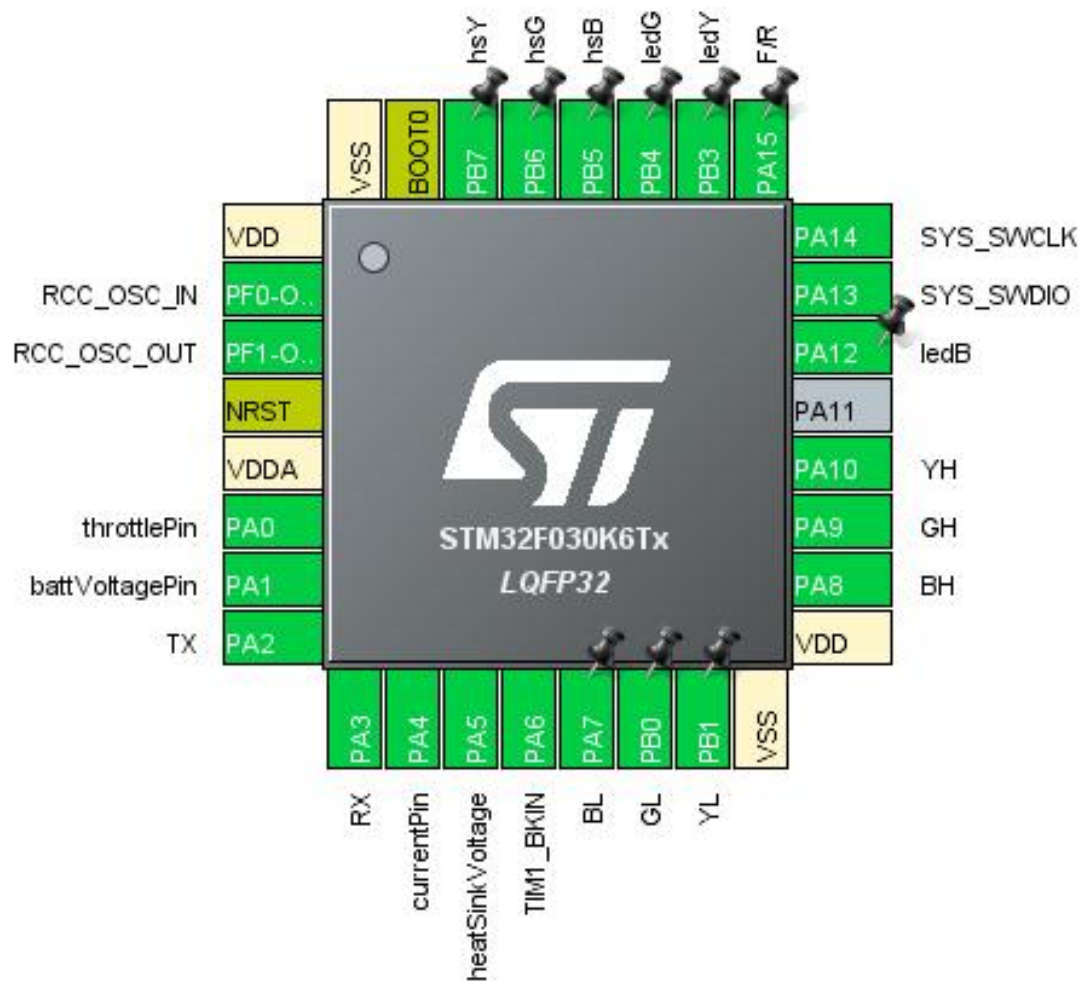 hsY
hsG
hsB
ledG
ledY
F/R
VSS
BOOT0
PB7
PB6
PB5
PB4
PB3
PA15
VDD
RCC_OSC_IN PF0-O..
RCC_OSC_OUT PF1-O..
NRST
VDDA
throttlePin PA0
battVoltagePin PA1
TX PA2
PA14 SYS_SWCLK
PA13 SYS_SWDIO
PA12 ledB
PA11
PA10 YH
PA9 GH
PA8 BH
VDD
ST
STM32F030K6Tx
LQFP32
PA3
PA4
PA5
PA6
PA7
PB0
PB1
VSS
RX
currentPin
heatSinkVoltage
TIM1_BKIN
BL
GL
YL